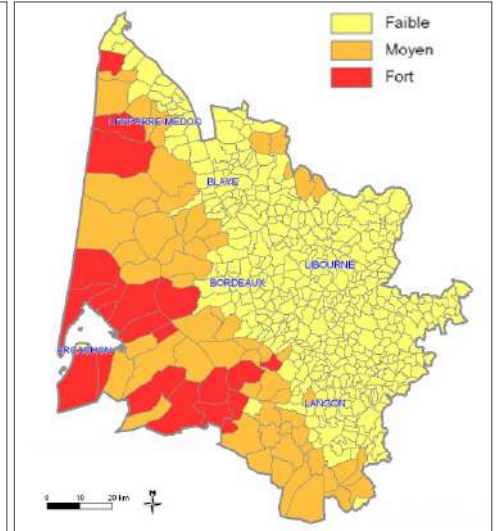 Faible
Moyen
Fort
LESPARRE-MEDOC
BLAYE
LIBOURNE
BORDEAUX
ARCACHON
LANGON
0 10 20 km
N